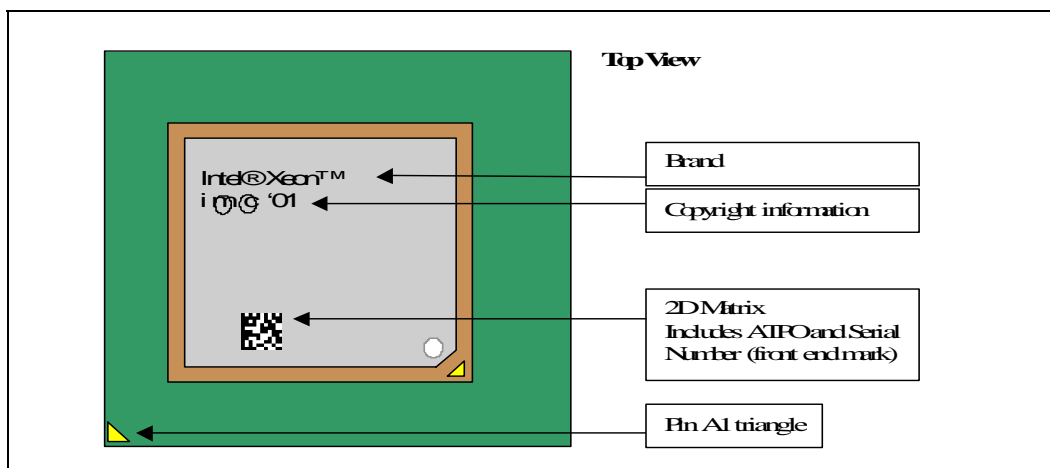 Top View
Intel® Xeon™
i m c '01
Brand
Copyright information
2D Matrix
Includes ATPO and Serial
Number (front end mark)
Pin A1 triangle